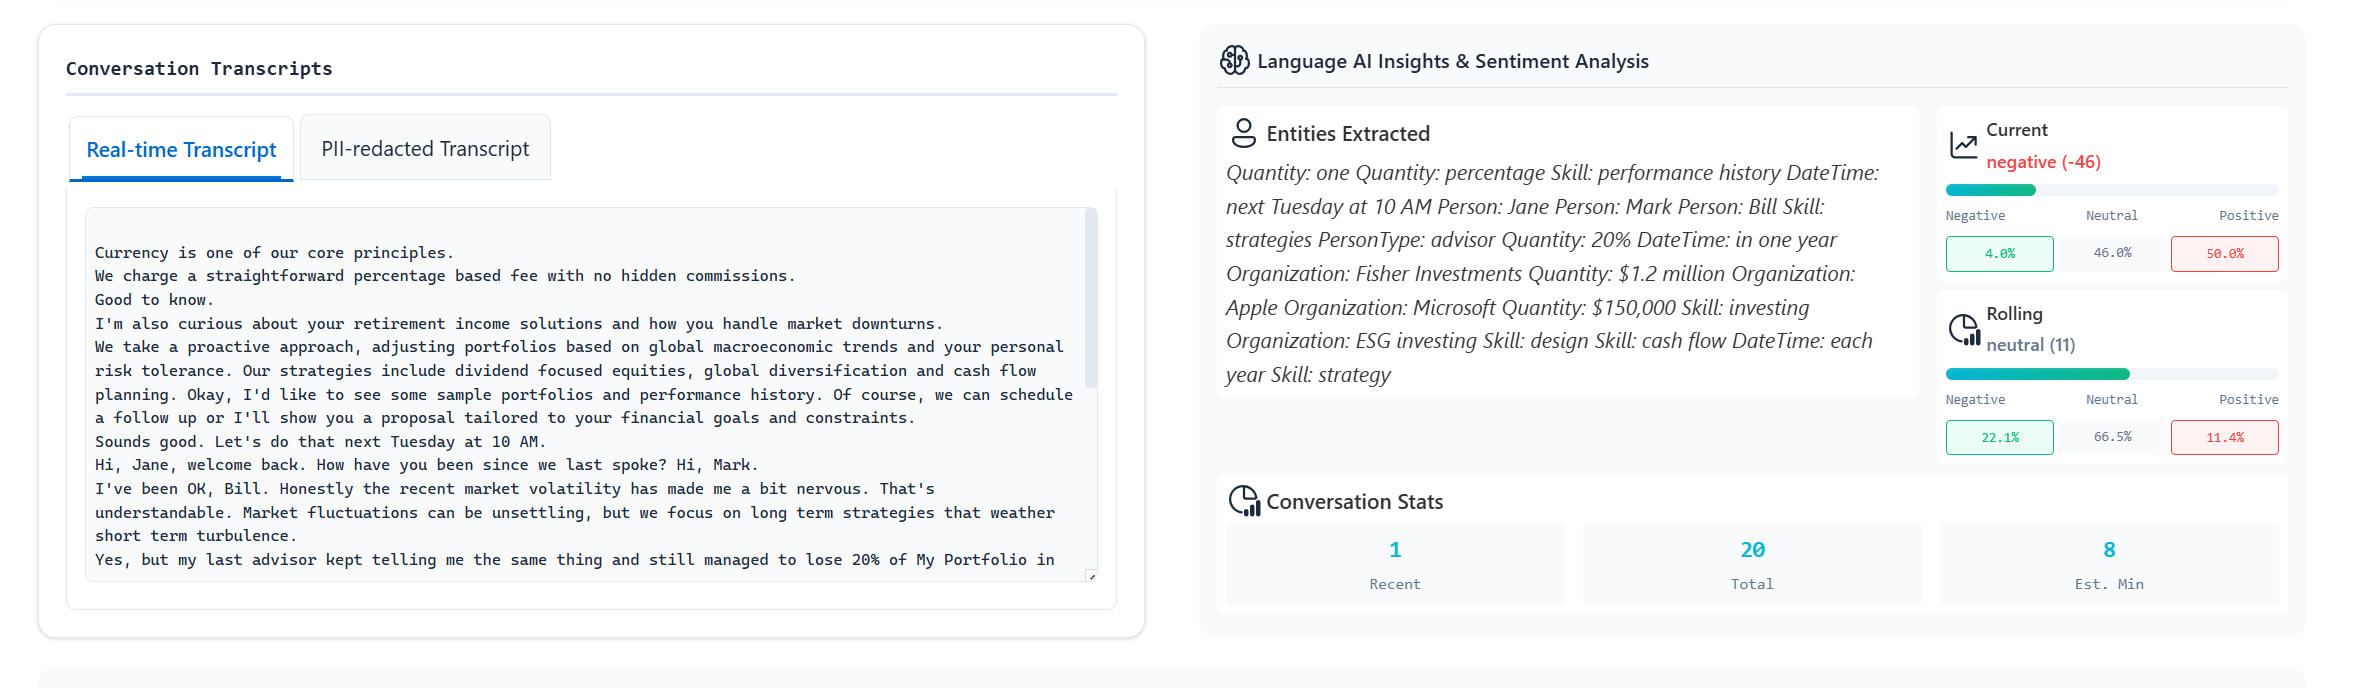 Conversation Transcripts
Real-time Transcript
PII-redacted Transcript
Currency is one of our core principles.
We charge a straightforward percentage based fee with no hidden commissions.
Good to know.
I'm also curious about your retirement income solutions and how you handle market downturns.
We take a proactive approach, adjusting portfolios based on global macroeconomic trends and your personal
risk tolerance. Our strategies include dividend focused equities, global diversification and cash flow
planning. Okay, I'd like to see some sample portfolios and performance history. Of course, we can schedule
a follow up or I'll show you a proposal tailored to your financial goals and constraints.
Sounds good. Let's do that next Tuesday at 10 AM.
Hi, Jane, welcome back. How have you been since we last spoke? Hi, Mark.
I've been OK, Bill. Honestly the recent market volatility has made me a bit nervous. That's
understandable. Market fluctuations can be unsettling, but we focus on long term strategies that weather
short term turbulence.
Yes, but my last advisor kept telling me the same thing and still managed to lose 20% of My Portfolio in
Language AI Insights & Sentiment Analysis
Entities Extracted
Quantity: one Quantity: percentage Skill: performance history DateTime:
next Tuesday at 10 AM Person: Jane Person: Mark Person: Bill Skill:
strategies PersonType: advisor Quantity: 20% DateTime: in one year
Organization: Fisher Investments Quantity: $1.2 million Organization:
Apple Organization: Microsoft Quantity: $150,000 Skill: investing
Organization: ESG investing Skill: design Skill: cash flow DateTime: each
year Skill: strategy
Current
negative (-46)
Negative Neutral Positive
4.0% 46.0% 50.0%
Rolling
neutral (11)
Negative Neutral Positive
22.1% 66.5% 11.4%
Conversation Stats
1 20 8
Recent Total Est. Min